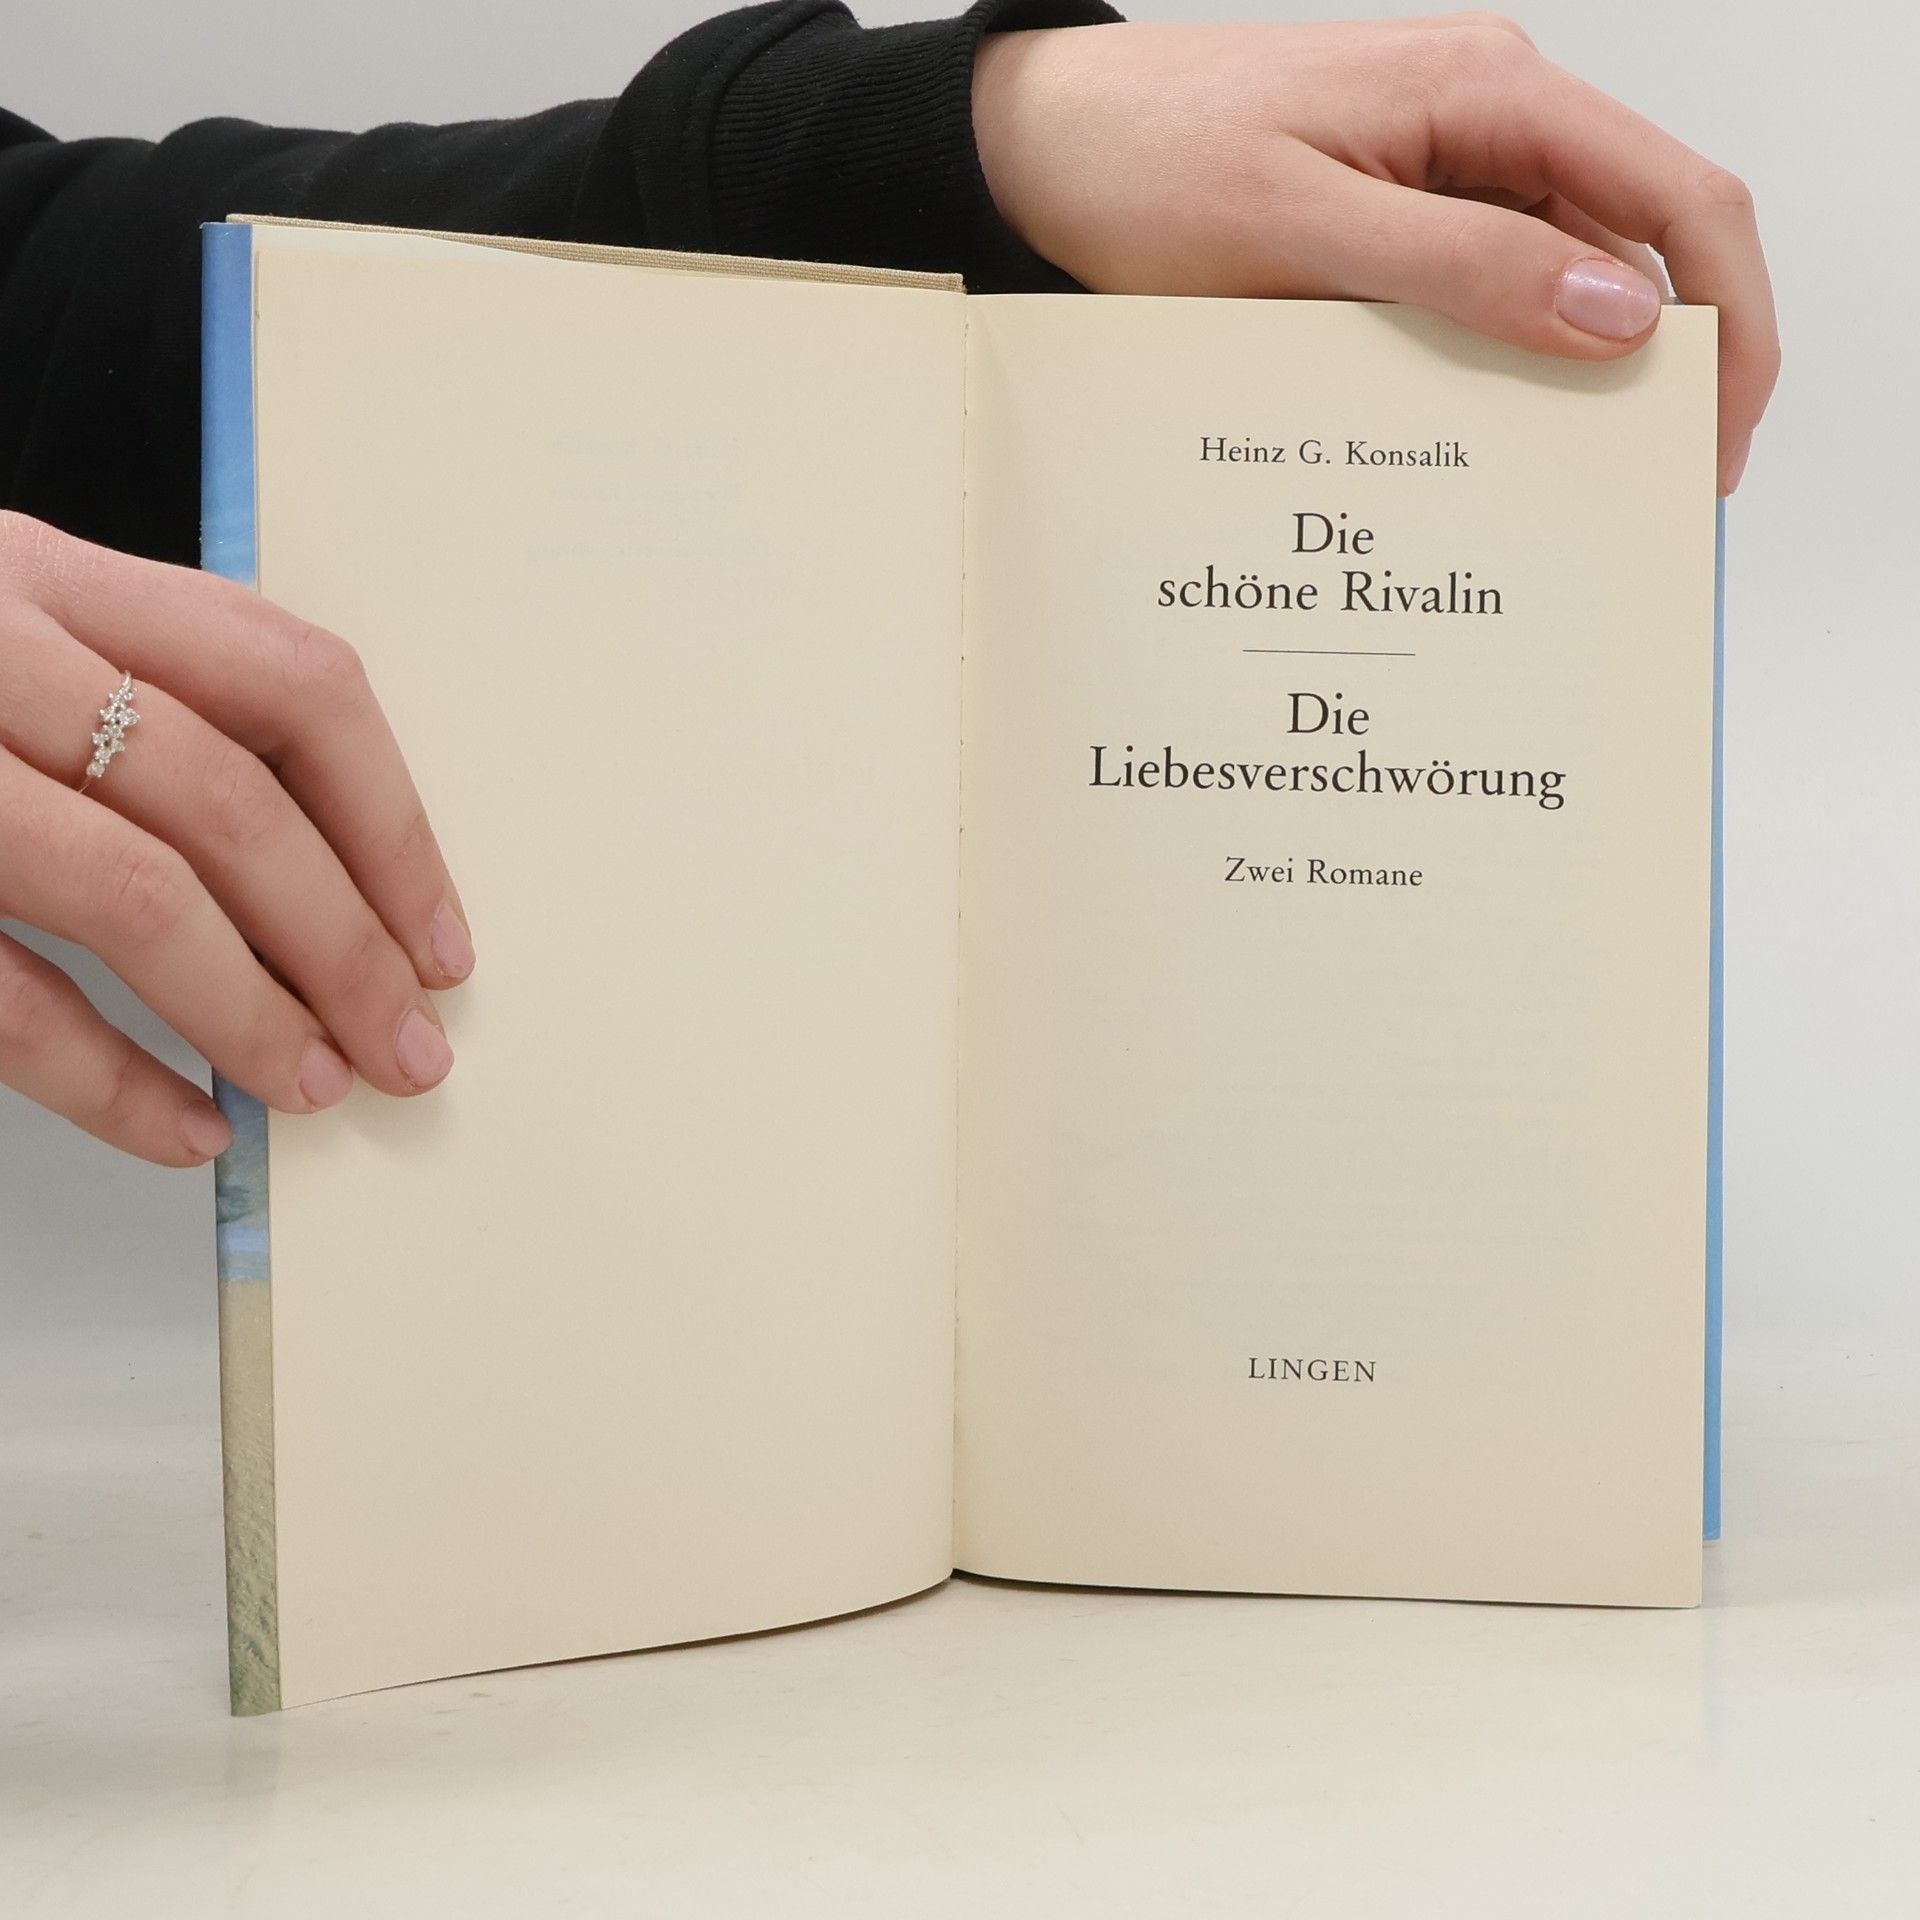 Heinz G. Konsalik
Die
schöne Rivalin
Die
Liebesverschwörung
Zwei Romane
LINGEN